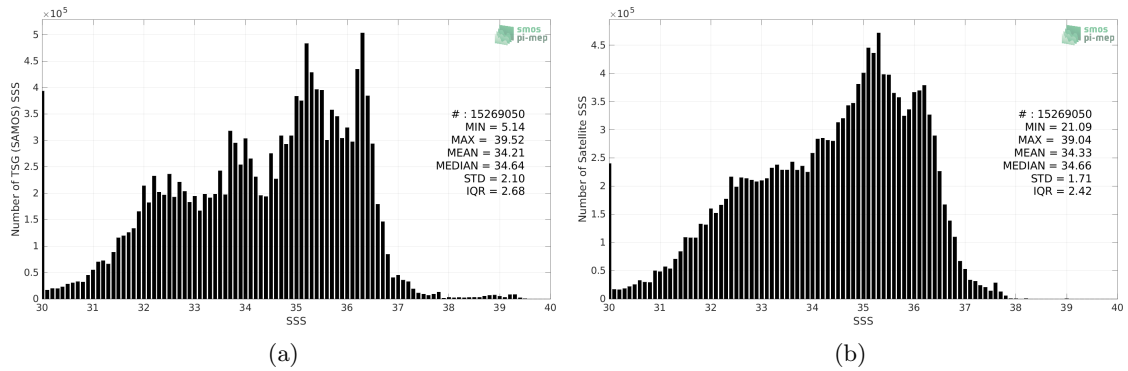 ×10⁵
5
4.5
4
3.5
3
2.5
2
1.5
1
0.5
0
Number of TSG (SAMOS) SSS
smos
pi-mep
# : 15269050
MIN = 5.14
MAX = 39.52
MEAN = 34.21
MEDIAN = 34.64
STD = 2.10
IQR = 2.68
30 31 32 33 34 35 36 37 38 39 40
SSS
(a)
×10⁵
4.5
4
3.5
3
2.5
2
1.5
1
0.5
0
Number of Satellite SSS
smos
pi-mep
# : 15269050
MIN = 21.09
MAX = 39.04
MEAN = 34.33
MEDIAN = 34.66
STD = 1.71
IQR = 2.42
30 31 32 33 34 35 36 37 38 39 40
SSS
(b)